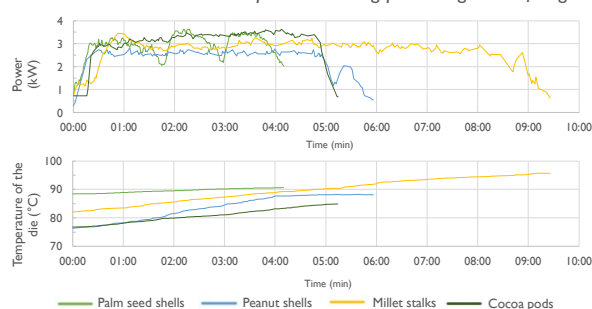 4
3
2
1
0
Power
(kW)
00:00 01:00 02:00 03:00 04:00 05:00 06:00 07:00 08:00 09:00 10:00
Time (min)
100
90
80
70
Temperature of the
die (°C)
00:00 01:00 02:00 03:00 04:00 05:00 06:00 07:00 08:00 09:00 10:00
Time (min)
Palm seed shells Peanut shells Millet stalks Cocoa pods